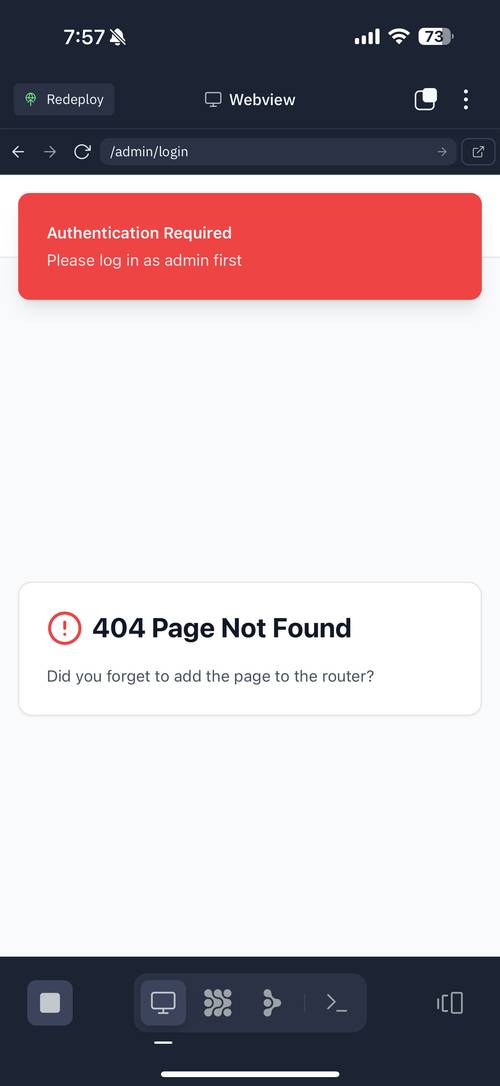 7:57
73
Redeploy
Webview
/admin/login
Authentication Required
Please log in as admin first
404 Page Not Found
Did you forget to add the page to the router?